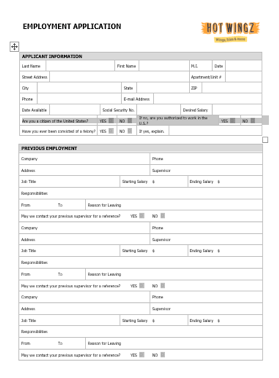 EMPLOYMENT APPLICATION
HOT WINGZ
APPLICANT INFORMATION
Last Name First Name M.I. Date
Street Address Apartment/Unit #
City State ZIP
Phone E-mail Address
Date Available Social Security No. Desired Salary
Are you a citizen of the United States? YES NO If no, are you authorized to work in the U.S.? YES NO
Have you ever been convicted of a felony? YES NO If yes, explain
PREVIOUS EMPLOYMENT
Company Phone
Address Supervisor
Job Title Starting Salary $ Ending Salary $
Responsibilities
From To Reason for Leaving
May we contact your previous supervisor for a reference? YES NO
Company Phone
Address Supervisor
Job Title Starting Salary $ Ending Salary $
Responsibilities
From To Reason for Leaving
May we contact your previous supervisor for a reference? YES NO
Company Phone
Address Supervisor
Job Title Starting Salary $ Ending Salary $
Responsibilities
From To Reason for Leaving
May we contact your previous supervisor for a reference? YES NO